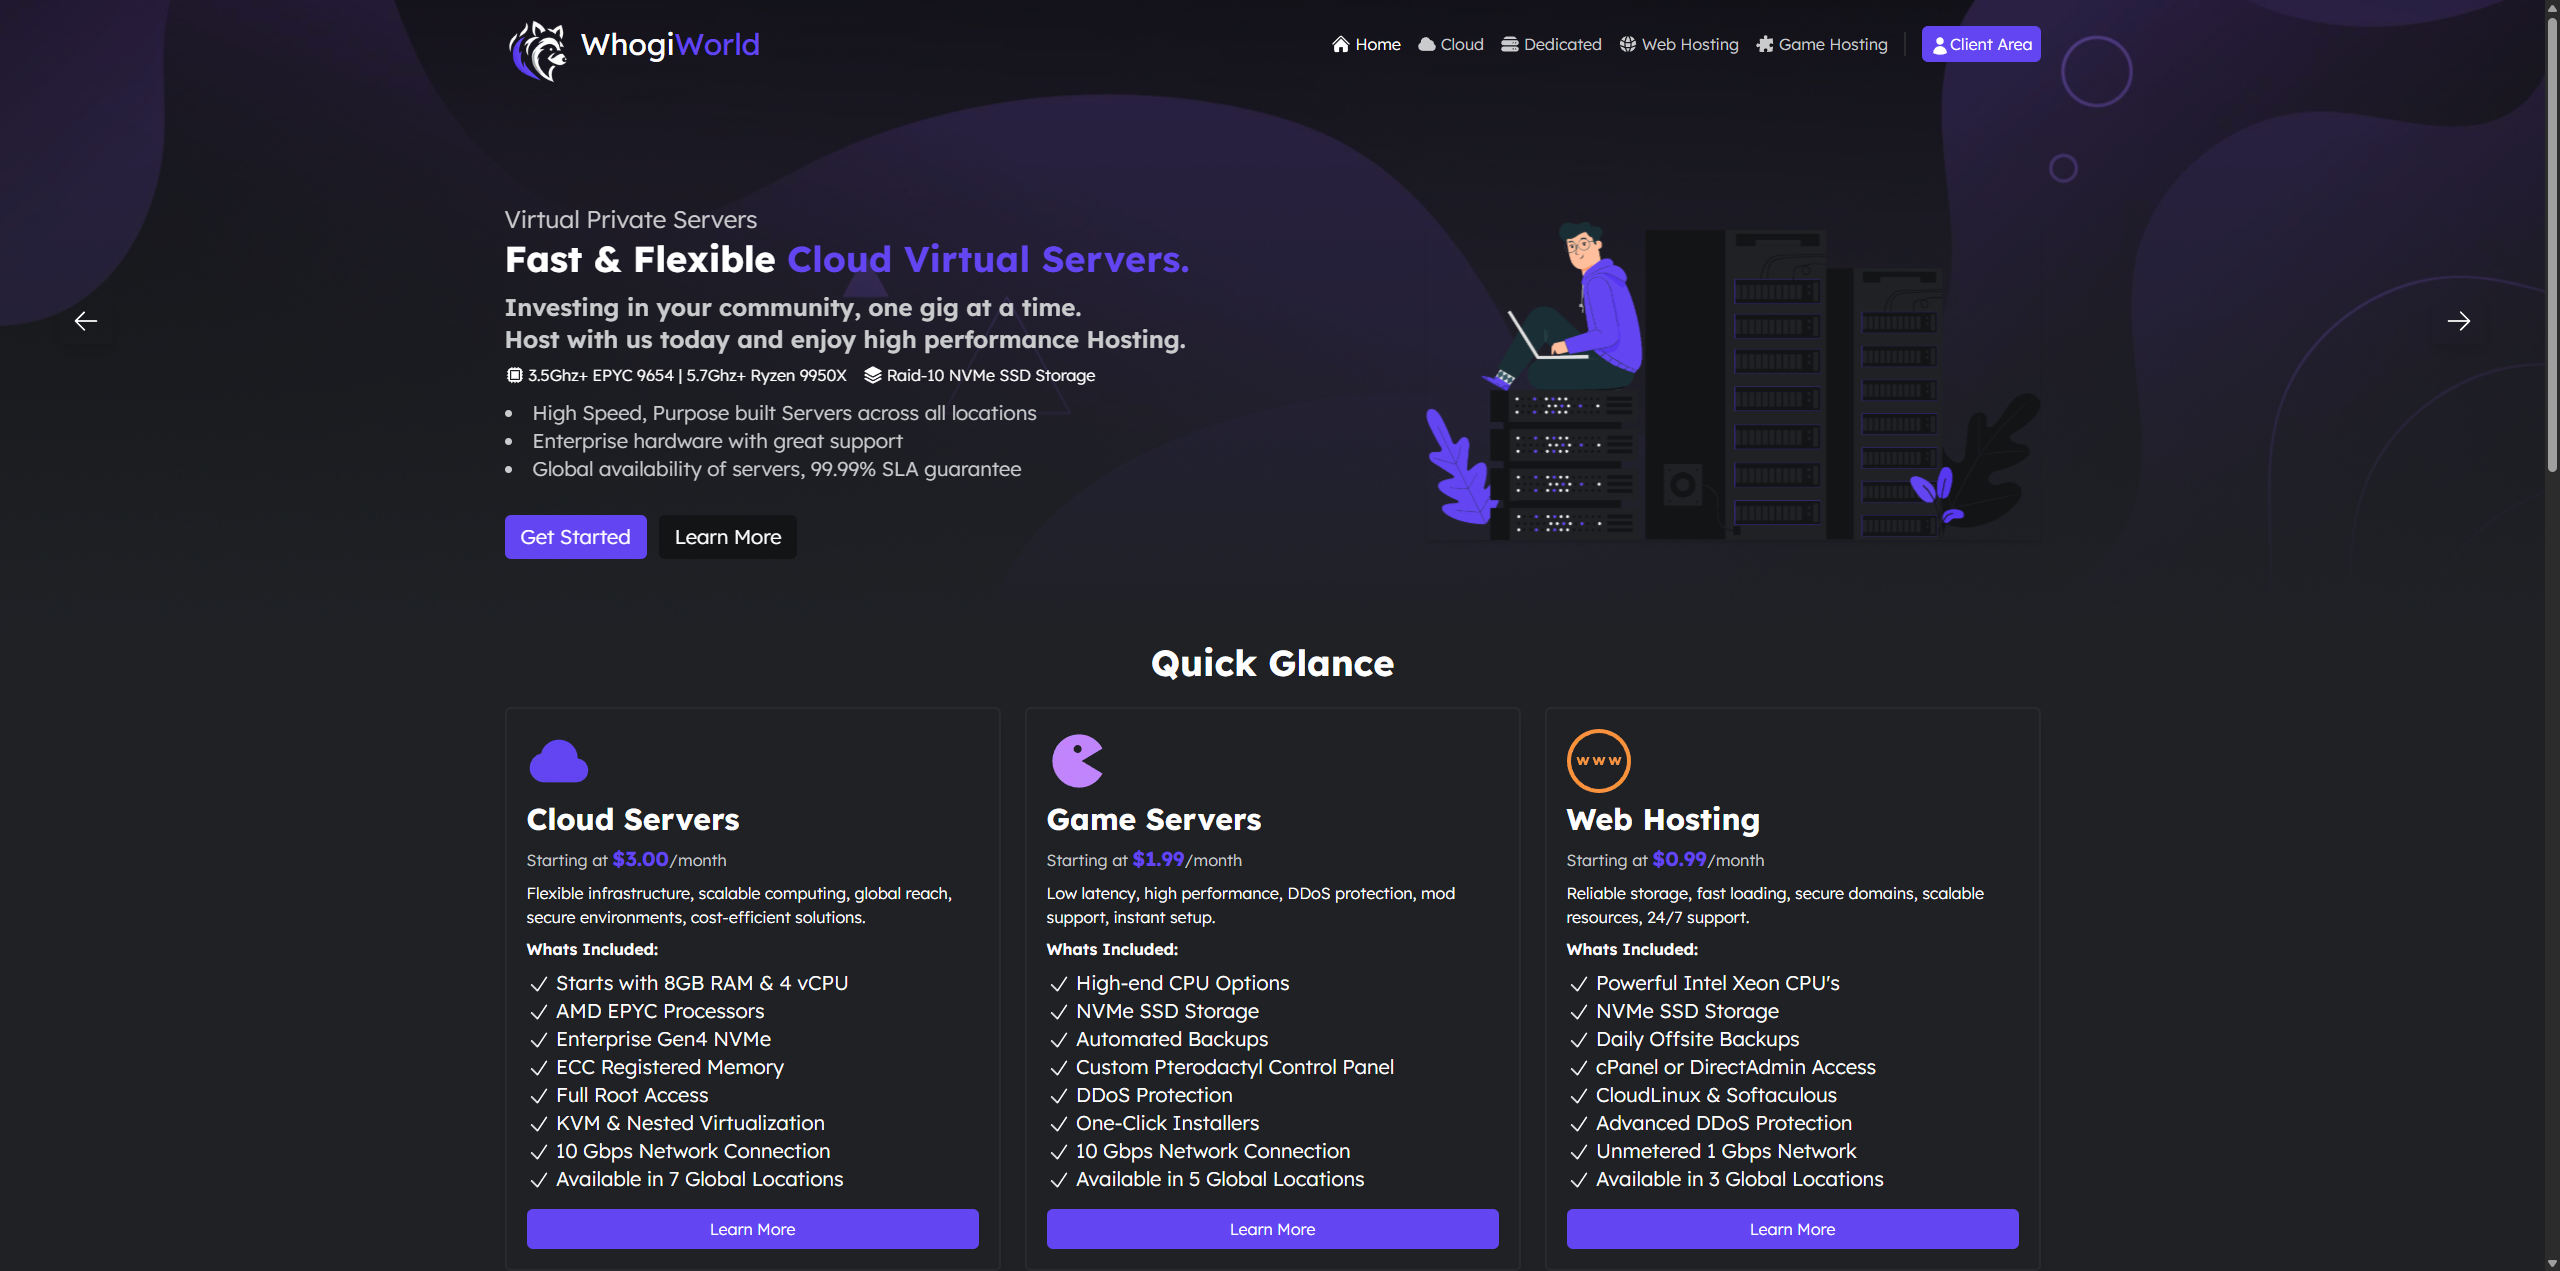 WhogiWorld
Home Cloud Dedicated Web Hosting Game Hosting Client Area
Virtual Private Servers
Fast & Flexible Cloud Virtual Servers.
Investing in your community, one gig at a time.
Host with us today and enjoy high performance Hosting.
3.5Ghz+ EPYC 9654 | 5.7Ghz+ Ryzen 9950X Raid-10 NVMe SSD Storage
High Speed, Purpose built Servers across all locations
Enterprise hardware with great support
Global availability of servers, 99.99% SLA guarantee
Get Started Learn More
Quick Glance
Cloud Servers
Starting at $3.00/month
Flexible infrastructure, scalable computing, global reach,
secure environments, cost-efficient solutions.
Whats Included:
Starts with 8GB RAM & 4 vCPU
AMD EPYC Processors
Enterprise Gen4 NVMe
ECC Registered Memory
Full Root Access
KVM & Nested Virtualization
10 Gbps Network Connection
Available in 7 Global Locations
Learn More
Game Servers
Starting at $1.99/month
Low latency, high performance, DDoS protection, mod
support, instant setup.
Whats Included:
High-end CPU Options
NVMe SSD Storage
Automated Backups
Custom Pterodactyl Control Panel
DDoS Protection
One-Click Installers
10 Gbps Network Connection
Available in 5 Global Locations
Learn More
www
Web Hosting
Starting at $0.99/month
Reliable storage, fast loading, secure domains, scalable
resources, 24/7 support.
Whats Included:
Powerful Intel Xeon CPU's
NVMe SSD Storage
Daily Offsite Backups
cPanel or DirectAdmin Access
CloudLinux & Softaculous
Advanced DDoS Protection
Unmetered 1 Gbps Network
Available in 3 Global Locations
Learn More